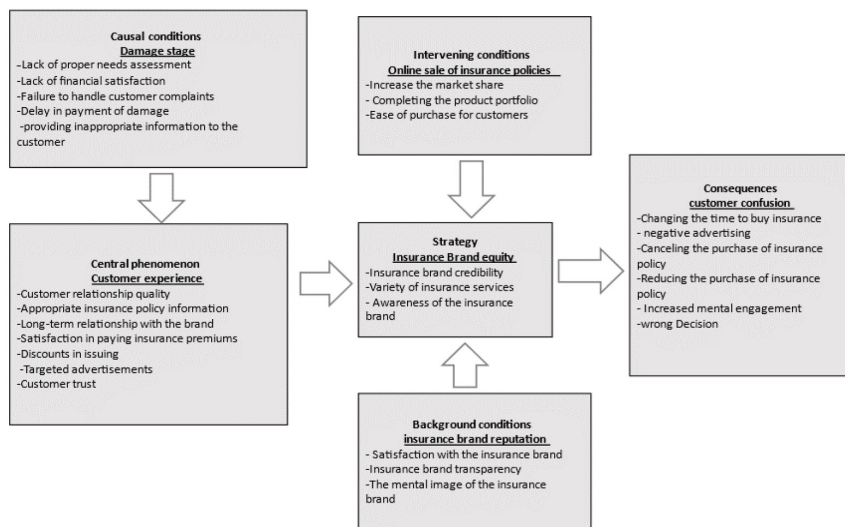 Causal conditions
Damage stage
-Lack of proper needs assessment
-Lack of financial satisfaction
-Failure to handle customer complaints
-Delay in payment of damage
-providing inappropriate information to the
customer
Intervening conditions
Online sale of insurance policies
-Increase the market share
- Completing the product portfolio
-Ease of purchase for customers
Central phenomenon
Customer experience
-Customer relationship quality
-Appropriate insurance policy information
-Long-term relationship with the brand
-Satisfaction in paying insurance premiums
-Discounts in issuing
-Targeted advertisements
-Customer trust
Strategy
Insurance Brand equity
-Insurance brand credibility
-Variety of insurance services
- Awareness of the insurance
brand
Consequences
customer confusion
-Changing the time to buy insurance
- negative advertising
-Canceling the purchase of insurance
policy
-Reducing the purchase of insurance
policy
- Increased mental engagement
-wrong Decision
Background conditions
insurance brand reputation
- Satisfaction with the insurance brand
-Insurance brand transparency
-The mental image of the insurance
brand